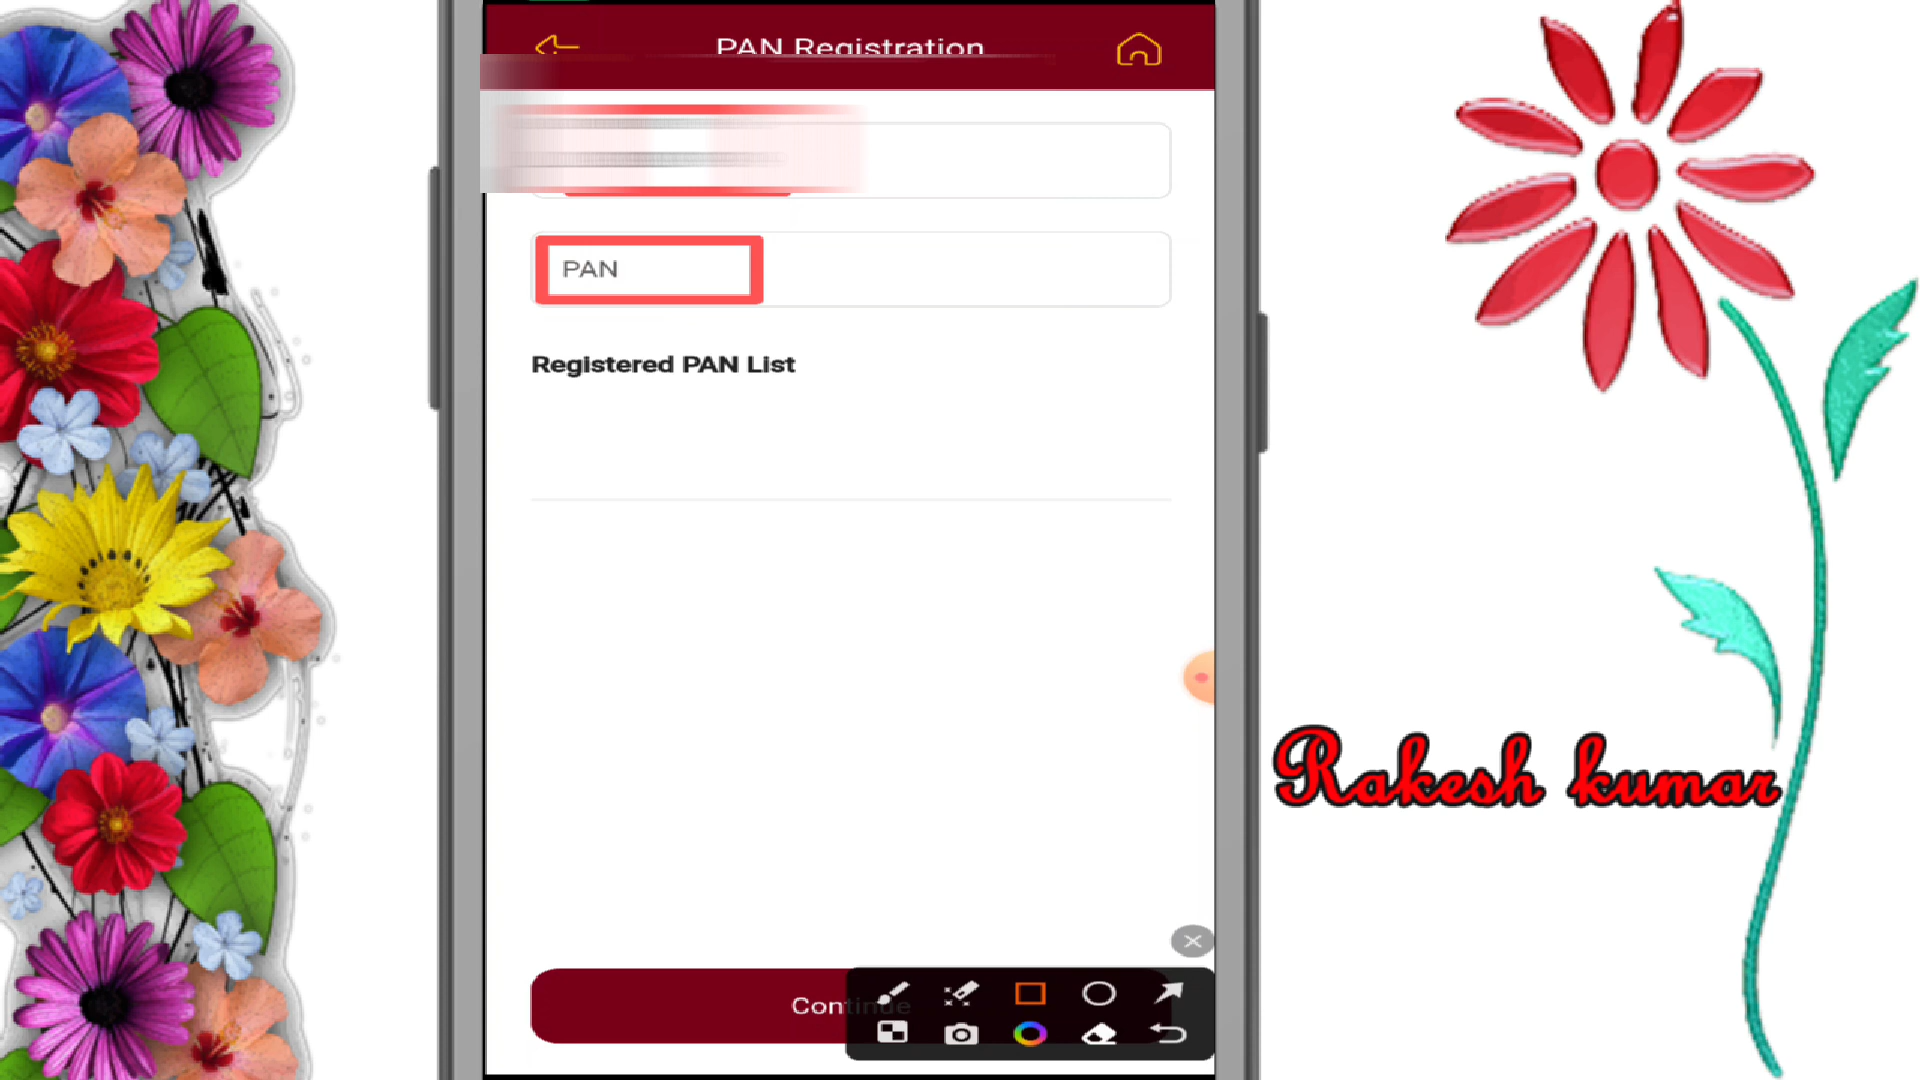 PAN Registration
PAN
Registered PAN List
Continue
Rakesh kumar